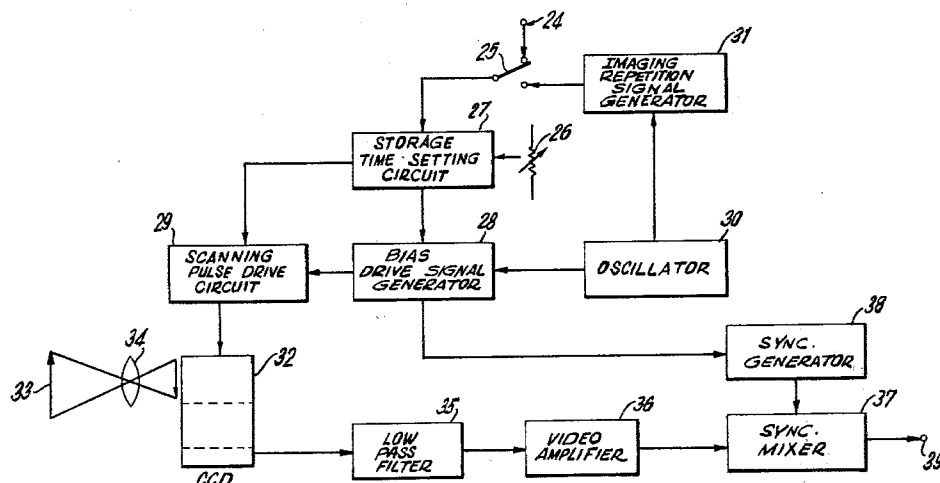 24
25
31
IMAGING
REPETITION
SIGNAL
GENERATOR
27
STORAGE
TIME SETTING
CIRCUIT
26
29
SCANNING
PULSE DRIVE
CIRCUIT
28
BIAS
DRIVE SIGNAL
GENERATOR
30
OSCILLATOR
38
SYNC.
GENERATOR
34
33
32
CCD
35
LOW
PASS
FILTER
36
VIDEO
AMPLIFIER
37
SYNC.
MIXER
39